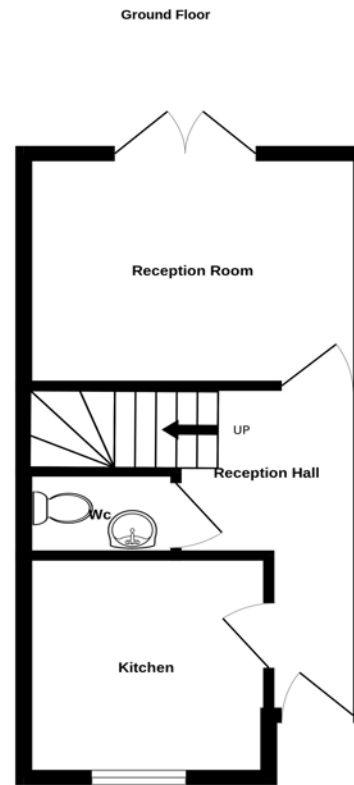 Ground Floor
Reception Room
UP
Reception Hall
Wc
Kitchen